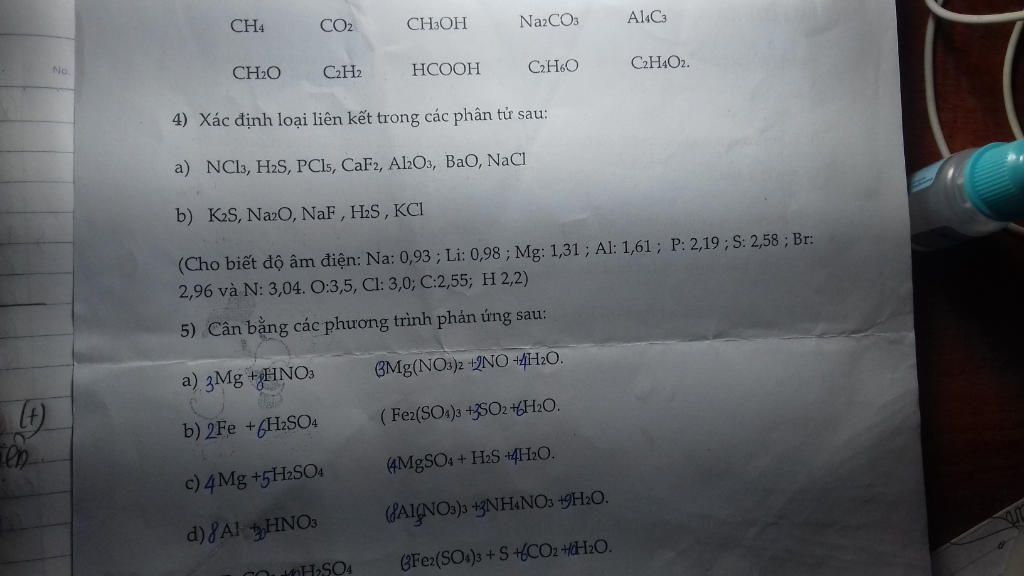 CH4 CO2 CH3OH Na2CO3 Al4C3
No.
CH2O C2H2 HCOOH C2H6O C2H4O2.
4) Xác định loại liên kết trong các phân tử sau:
a) NCl3, H2S, PCl5, CaF2, Al2O3, BaO, NaCl
b) K2S, Na2O, NaF , H2S , KCl
(Cho biết độ âm điện: Na: 0,93 ; Li: 0,98 ; Mg: 1,31 ; Al: 1,61 ; P: 2,19 ; S: 2,58 ; Br:
2,96 và N: 3,04. O:3,5, Cl: 3,0; C:2,55; H 2,2)
5) Cân bằng các phương trình phản ứng sau:
a) 3Mg + 8HNO3 (3Mg(NO3)2 +2NO +4H2O.
(+)
b) 2Fe + 6H2SO4 ( Fe2(SO4)3 +3SO2 +6H2O.
c) 4Mg +5H2SO4 (4MgSO4 + H2S +4H2O.
d) 8Al + 30HNO3 (8Al(NO3)3 +3NH4NO3 +9H2O.
H2SO4 (3Fe2(SO4)3 + S +6CO2 +10H2O.